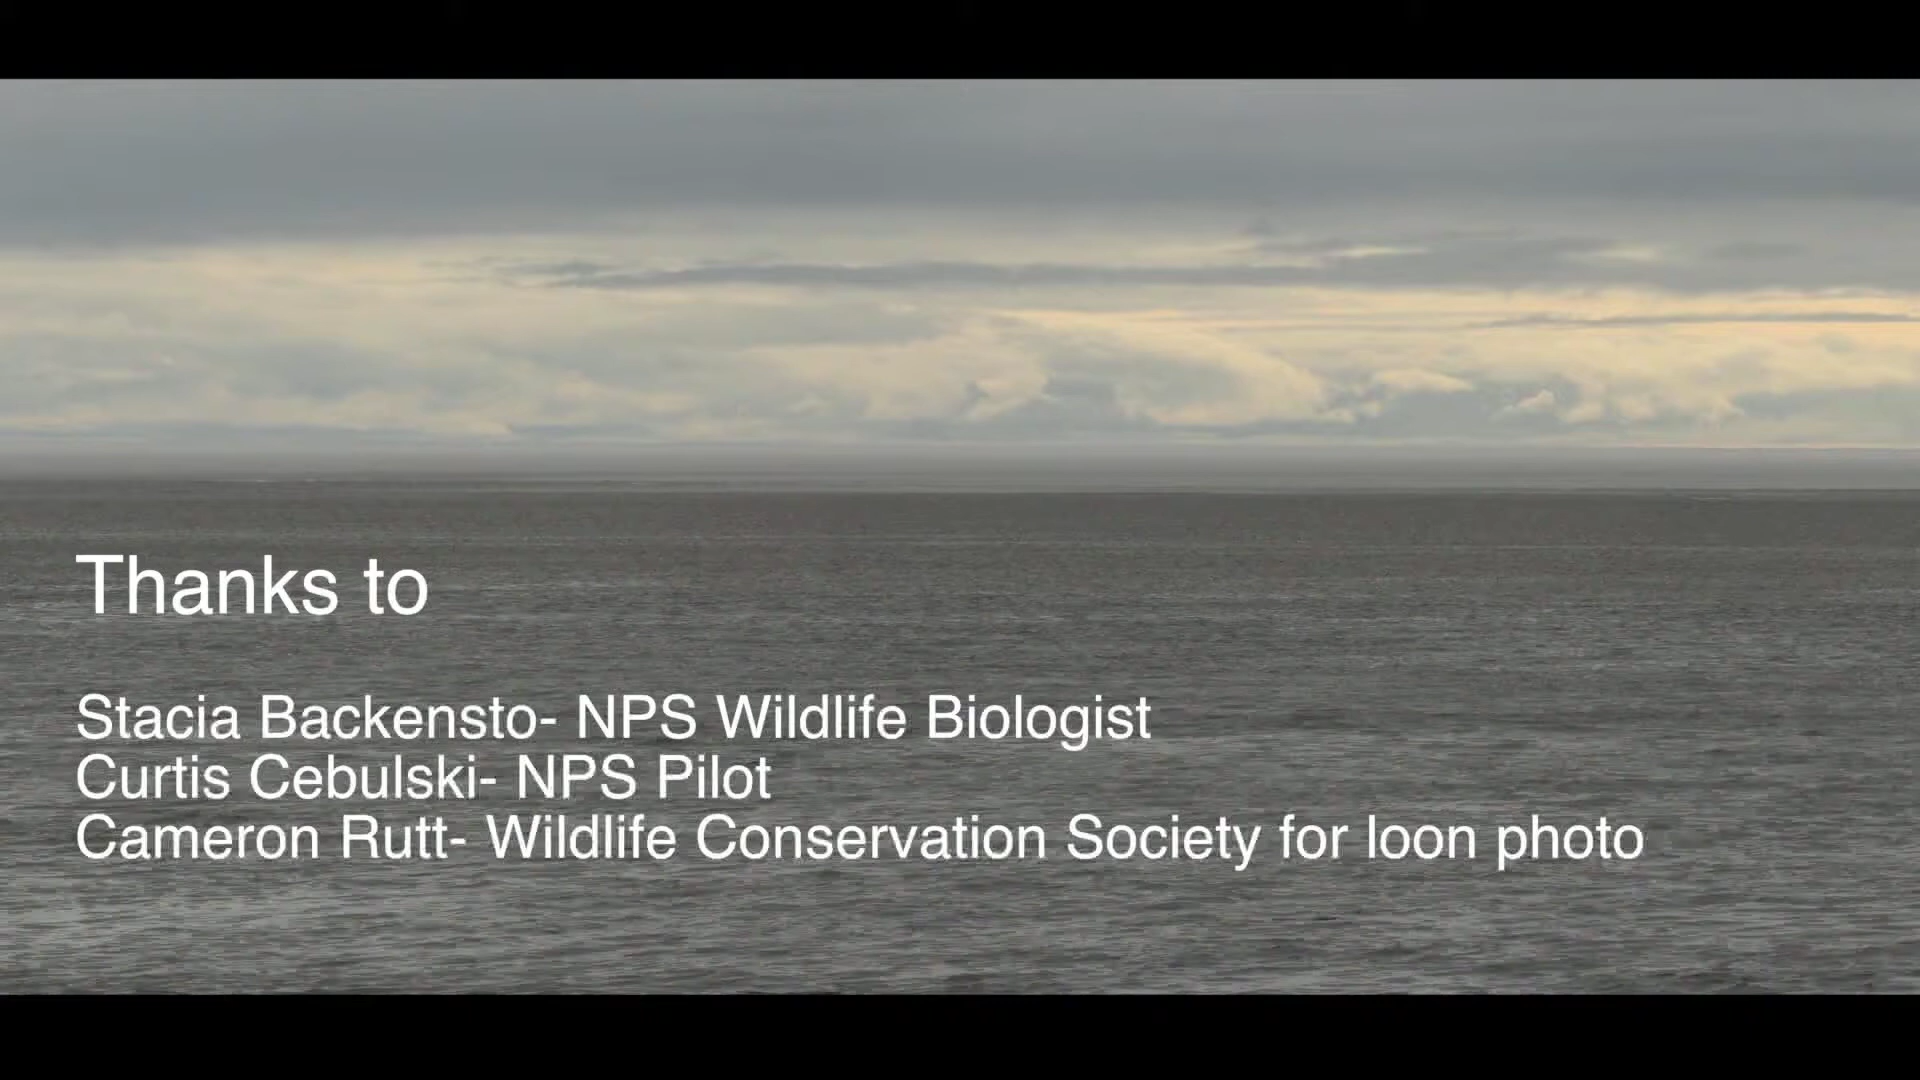 Thanks to
Stacia Backensto- NPS Wildlife Biologist
Curtis Cebulski- NPS Pilot
Cameron Rutt- Wildlife Conservation Society for loon photo